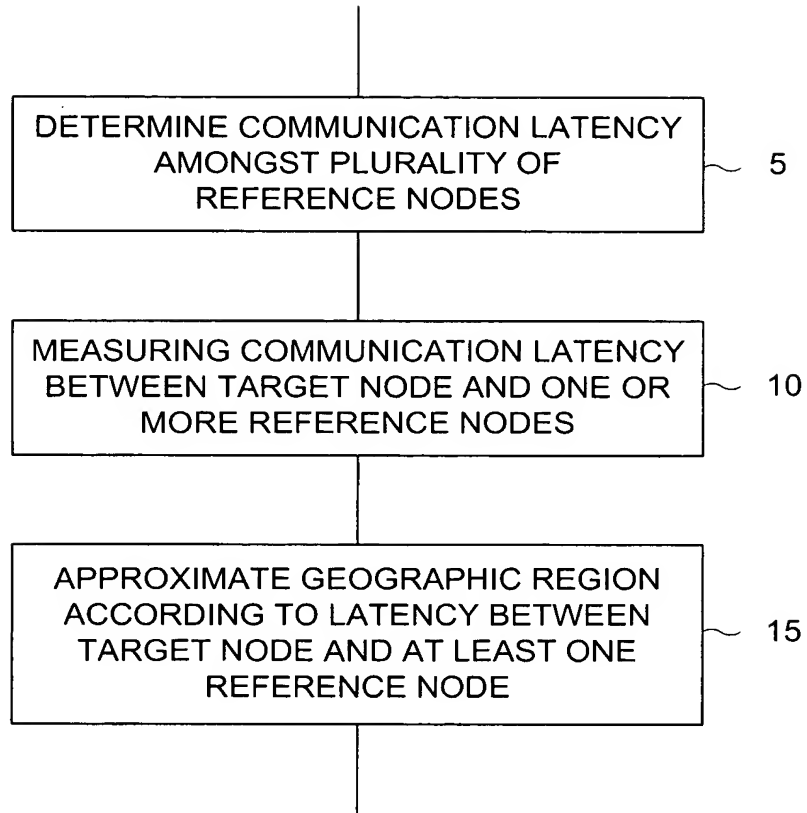 DETERMINE COMMUNICATION LATENCY
AMONGST PLURALITY OF
REFERENCE NODES
5
MEASURING COMMUNICATION LATENCY
BETWEEN TARGET NODE AND ONE OR
MORE REFERENCE NODES
10
APPROXIMATE GEOGRAPHIC REGION
ACCORDING TO LATENCY BETWEEN
TARGET NODE AND AT LEAST ONE
REFERENCE NODE
15